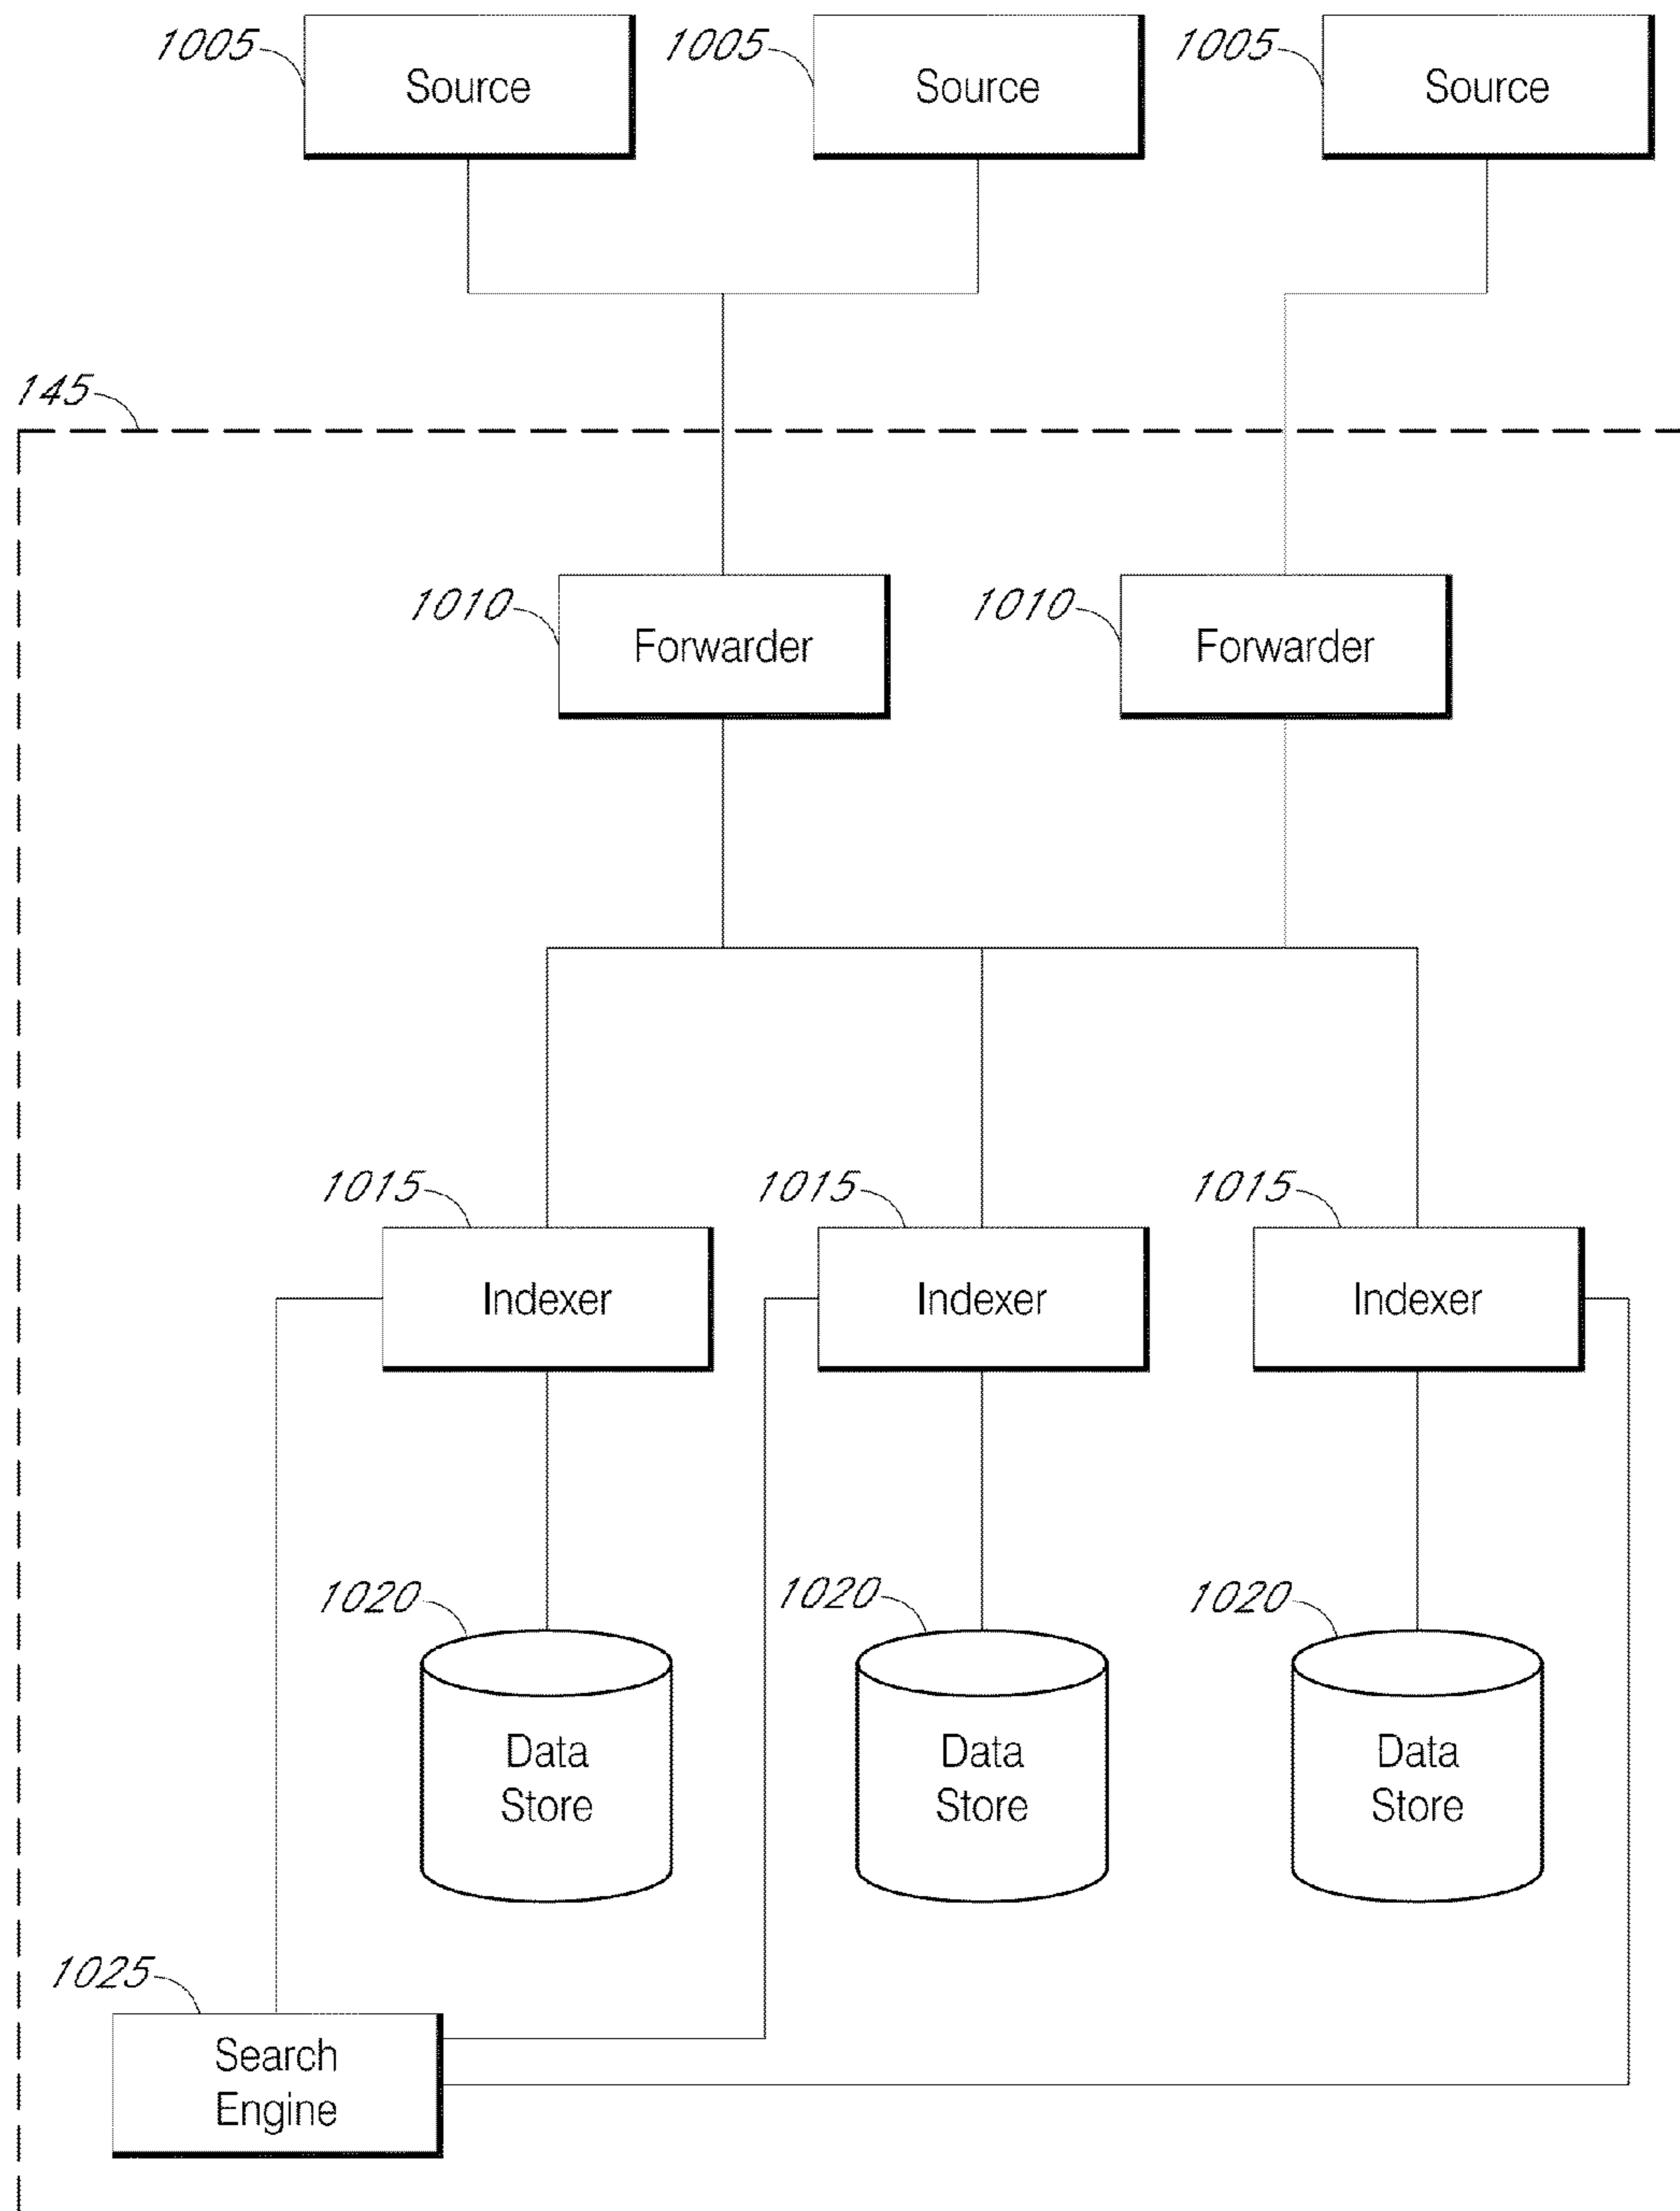 1005 1005 1005
Source Source Source
145
1010 1010
Forwarder Forwarder
1015 1015 1015
Indexer Indexer Indexer
1020 1020 1020
Data Data Data
Store Store Store
1025
Search
Engine